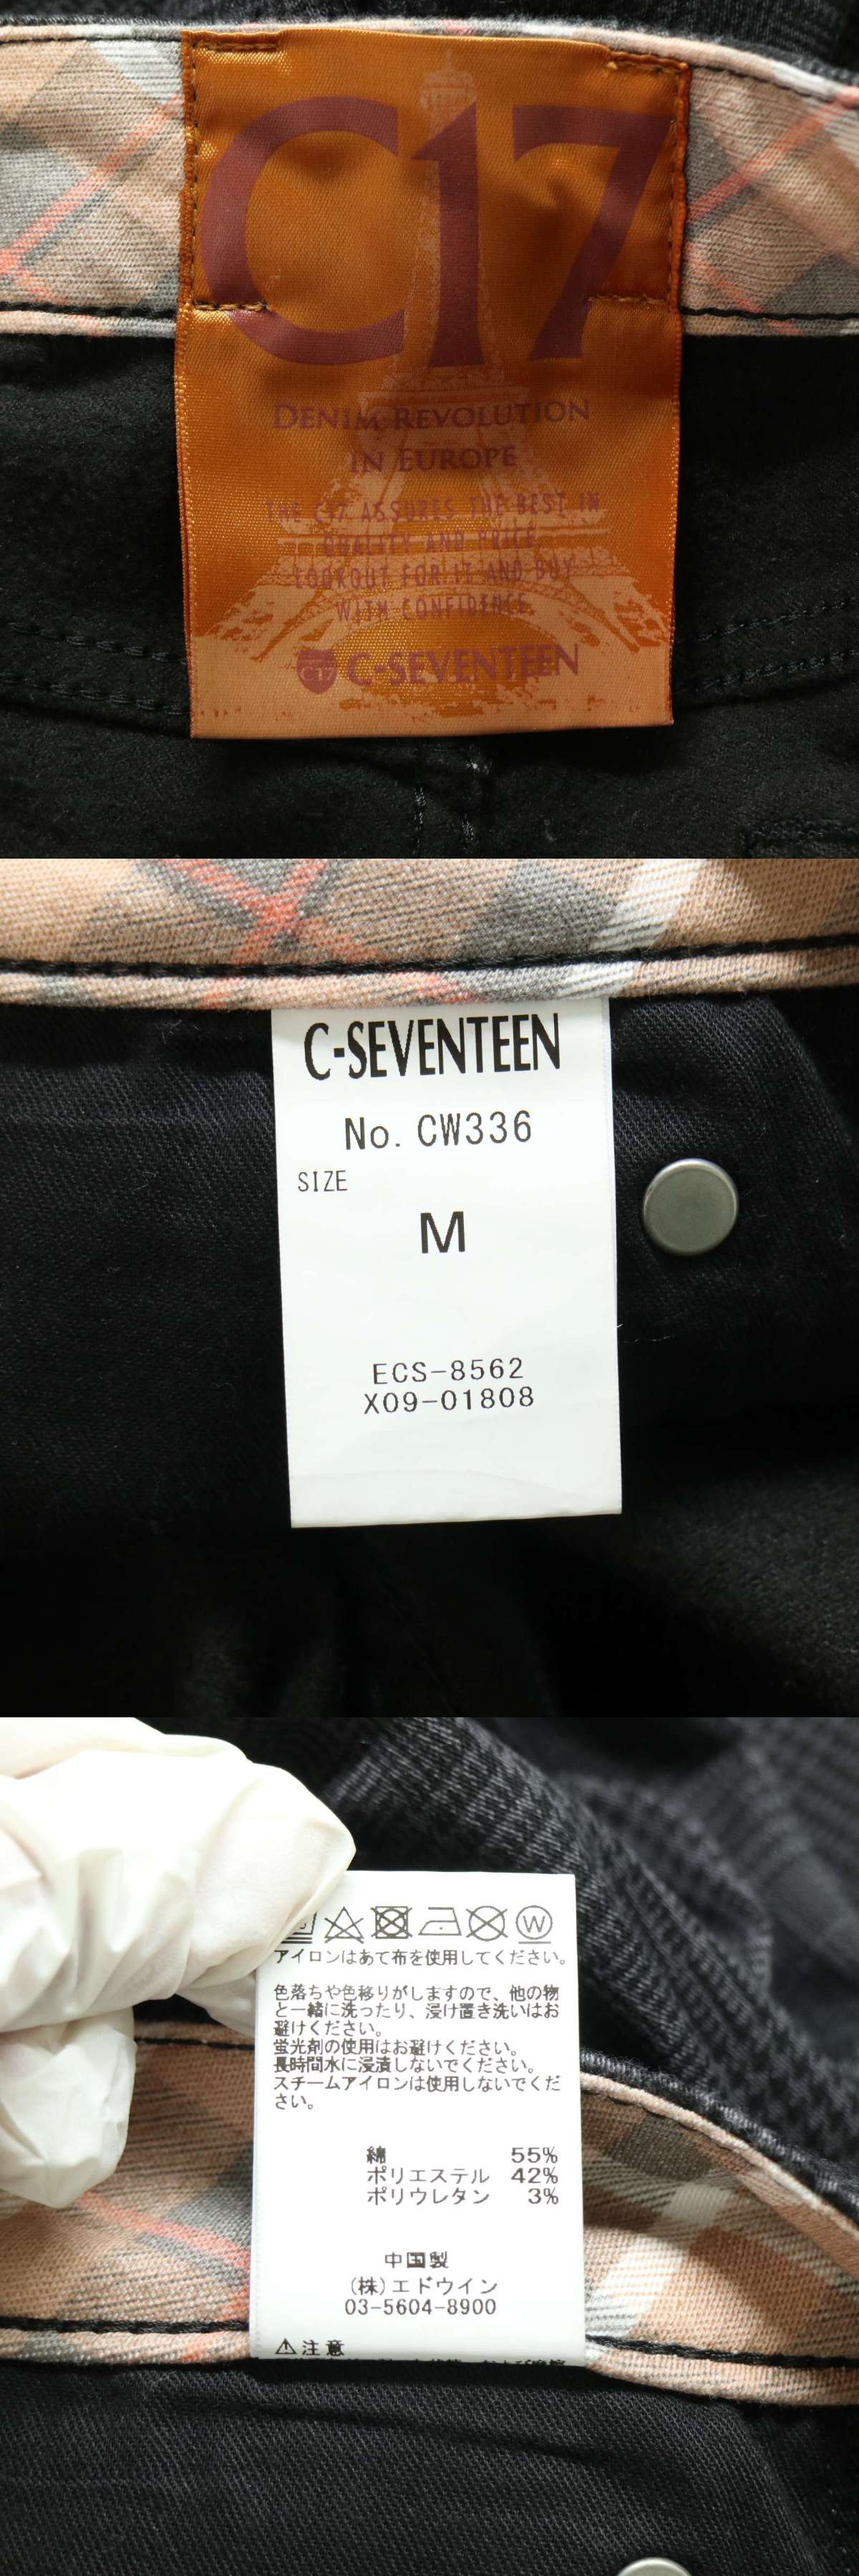 C17
DENIM REVOLUTION
IN EUROPE
THE C17 ASSURES THE BEST IN
QUALITY AND PRICE
LOOKOUT FOR IT AND BUY
WITH CONFIDENCE
C17 C-SEVENTEEN
C-SEVENTEEN
No. CW336
SIZE
M
ECS-8562
X09-01808
W
アイロンはあて布を使用してください。
色落ちや色移りがしますので、他の物
と一緒に洗ったり、浸け置き洗いはお
避けください。
蛍光剤の使用はお避けください。
長時間水に浸漬しないでください。
スチームアイロンは使用しないでくだ
さい。
綿 55%
ポリエステル 42%
ポリウレタン 3%
中国製
(株)エドウイン
03-5604-8900
⚠注意